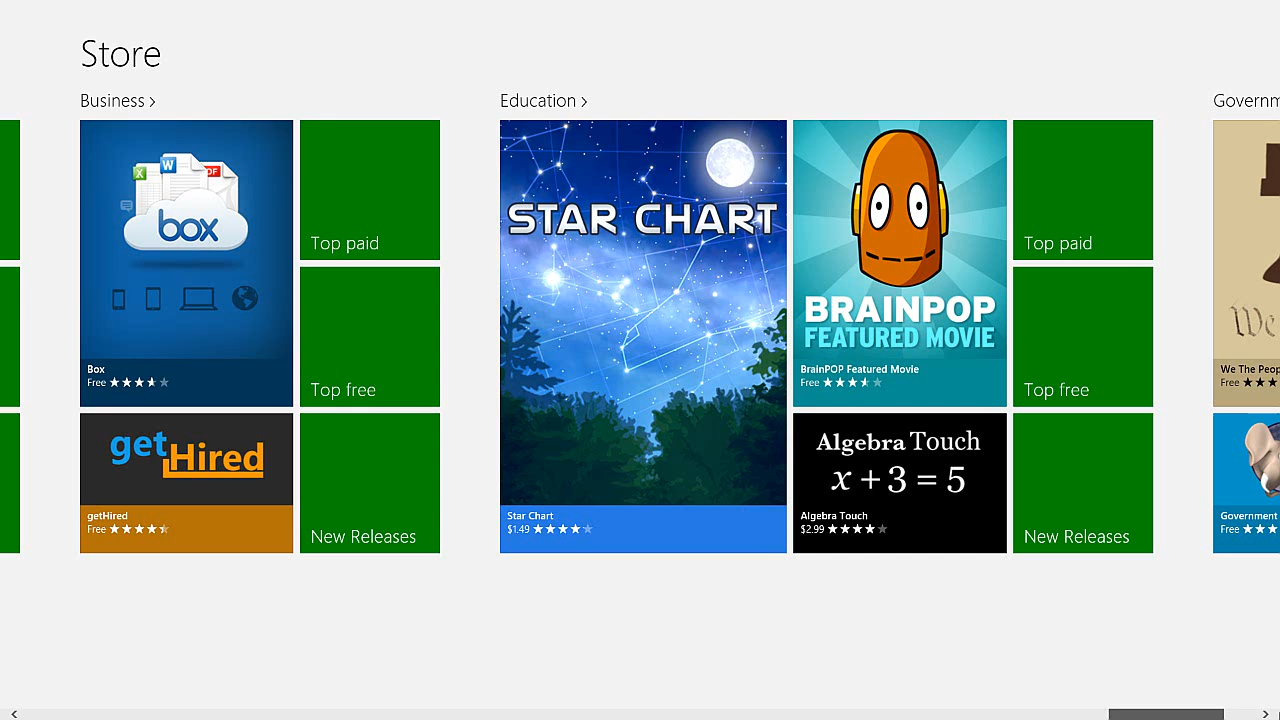 Store
Business >
Education >
Governm
X
W
PDF
box
Box
Free
Top paid
Top free
getHired
getHired
Free
New Releases
STAR CHART
Star Chart
$1.49
BRAINPOP
FEATURED MOVIE
BrainPOP Featured Movie
Free
Algebra Touch
x + 3 = 5
Algebra Touch
$2.99
Top paid
Top free
New Releases
We
We The Peop
Free
Government
Free